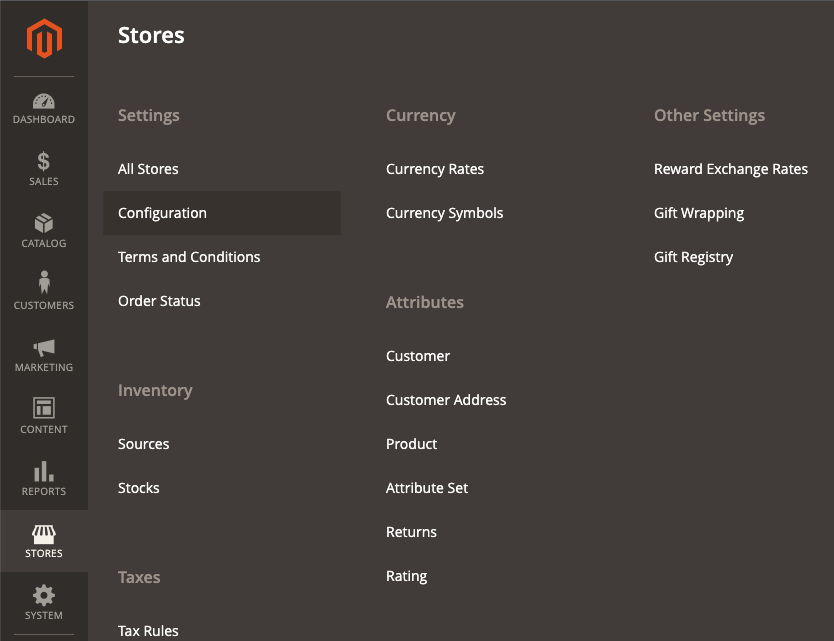 DASHBOARD
SALES
CATALOG
CUSTOMERS
MARKETING
CONTENT
REPORTS
STORES
SYSTEM
Stores
Settings
All Stores
Configuration
Terms and Conditions
Order Status
Inventory
Sources
Stocks
Taxes
Tax Rules
Currency
Currency Rates
Currency Symbols
Attributes
Customer
Customer Address
Product
Attribute Set
Returns
Rating
Other Settings
Reward Exchange Rates
Gift Wrapping
Gift Registry